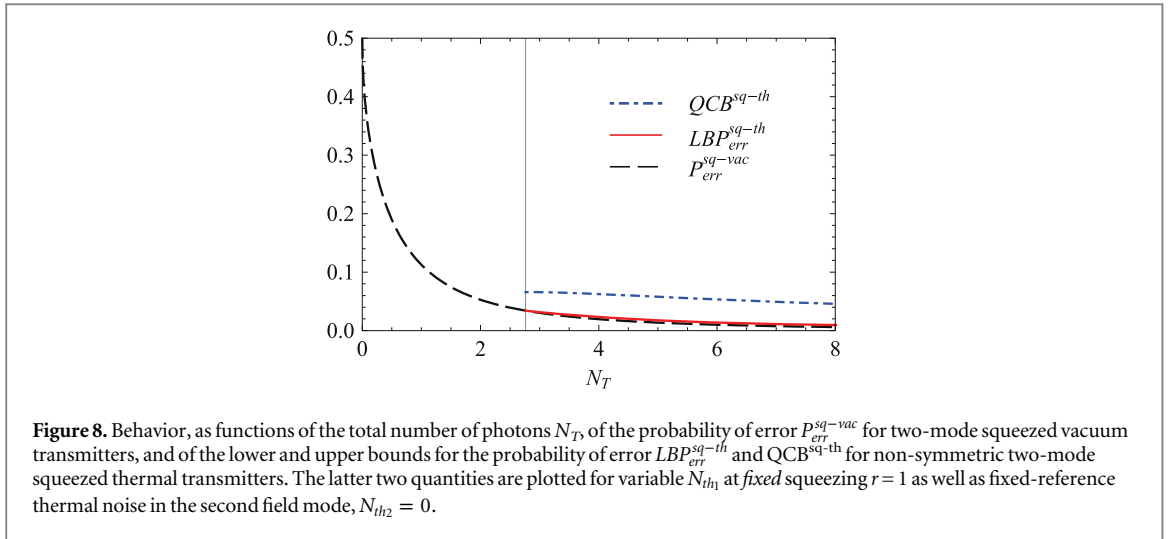 0.5
0.4
0.3
0.2
0.1
0.0
QCB^{sq−th}
LBP_{err}^{sq−th}
P_{err}^{sq−vac}
0 2 4 6 8
N_T
Figure 8. Behavior, as functions of the total number of photons N_T, of the probability of error P_{err}^{sq−vac} for two-mode squeezed vacuum
transmitters, and of the lower and upper bounds for the probability of error LBP_{err}^{sq−th} and QCB^{sq-th} for non-symmetric two-mode
squeezed thermal transmitters. The latter two quantities are plotted for variable N_{th_1} at fixed squeezing r = 1 as well as fixed-reference
thermal noise in the second field mode, N_{th_2} = 0.